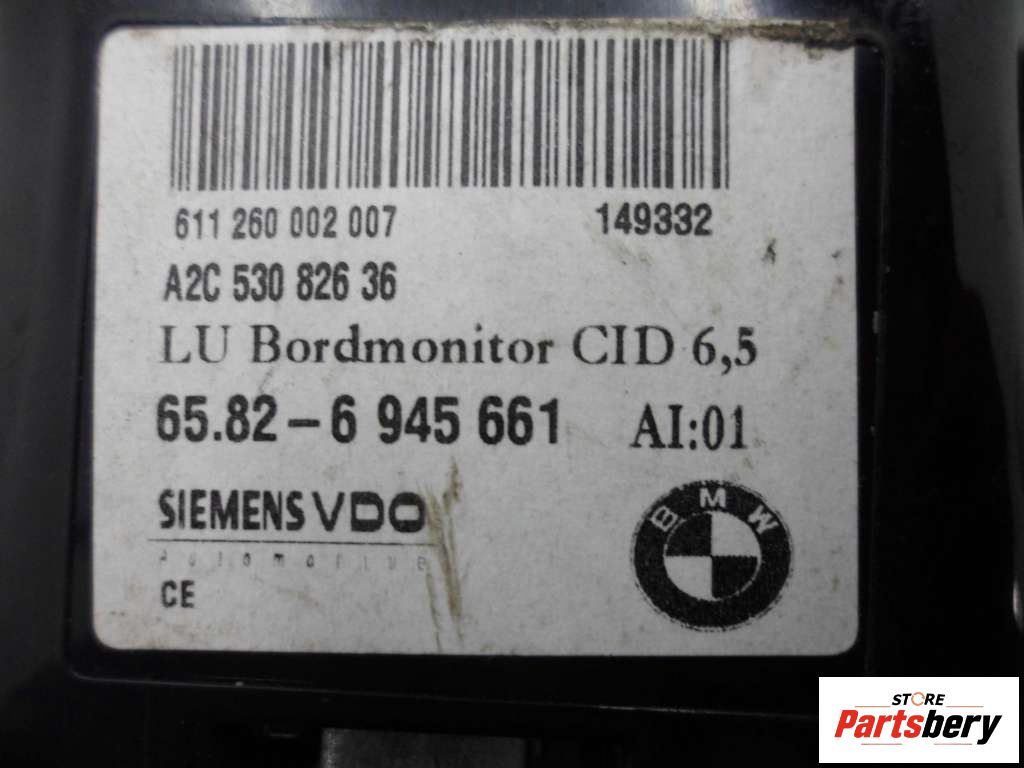 611 260 002 007 149332
A2C 530 826 36
LU Bordmonitor CID 6,5
65.82-6 945 661 AI:01
SIEMENS VDO
Automotive
CE
BMW
STORE
Partsbery